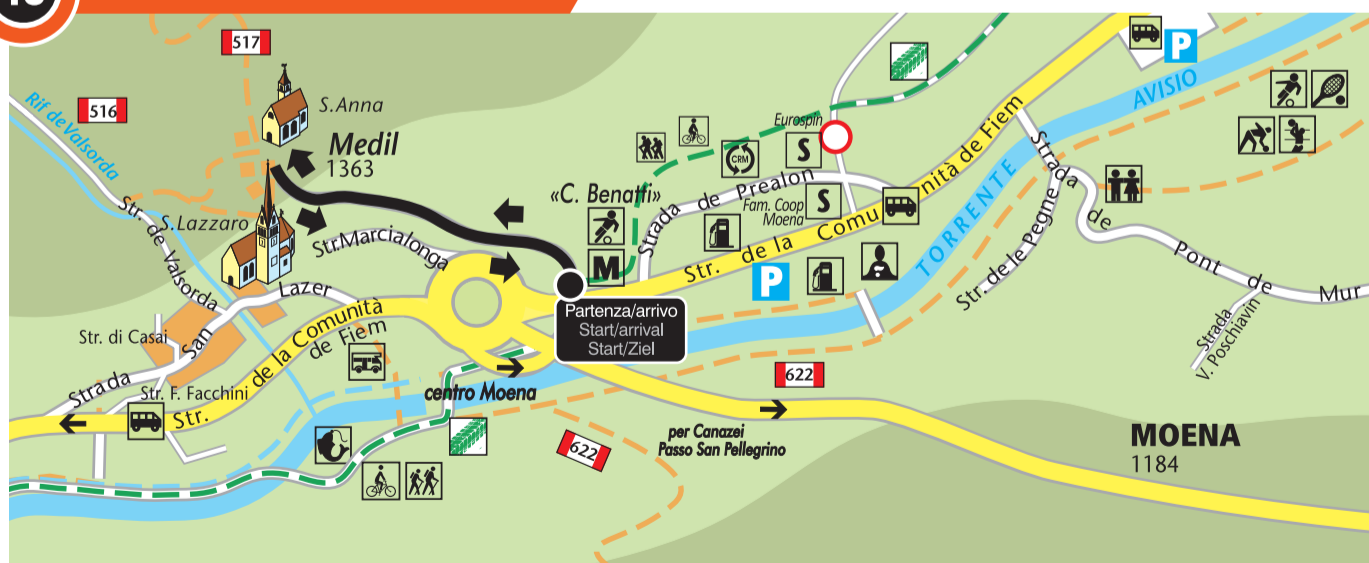 517
516
S.Anna
Medil
1363
Rif de Valsorda
Str. de Valsorda
S.Lazzaro
Str.Marcialonga
«C. Benatti»
M
CRM
Eurospin
S
Fam. Coop
Moena
S
Strada de Prealon
Str. de la Comunità de Fiem
P
P
AVISIO
TORRENTE
Strada de Pont de Mur
Str. de le Pegne
Strada
V. Poschiavin
Partenza/arrivo
Start/arrival
Start/Ziel
Strada San Lazer
Str. di Casai
Str. F. Facchini
Str. de la Comunità
de Fiem
centro Moena
622
622
per Canazei
Passo San Pellegrino
MOENA
1184